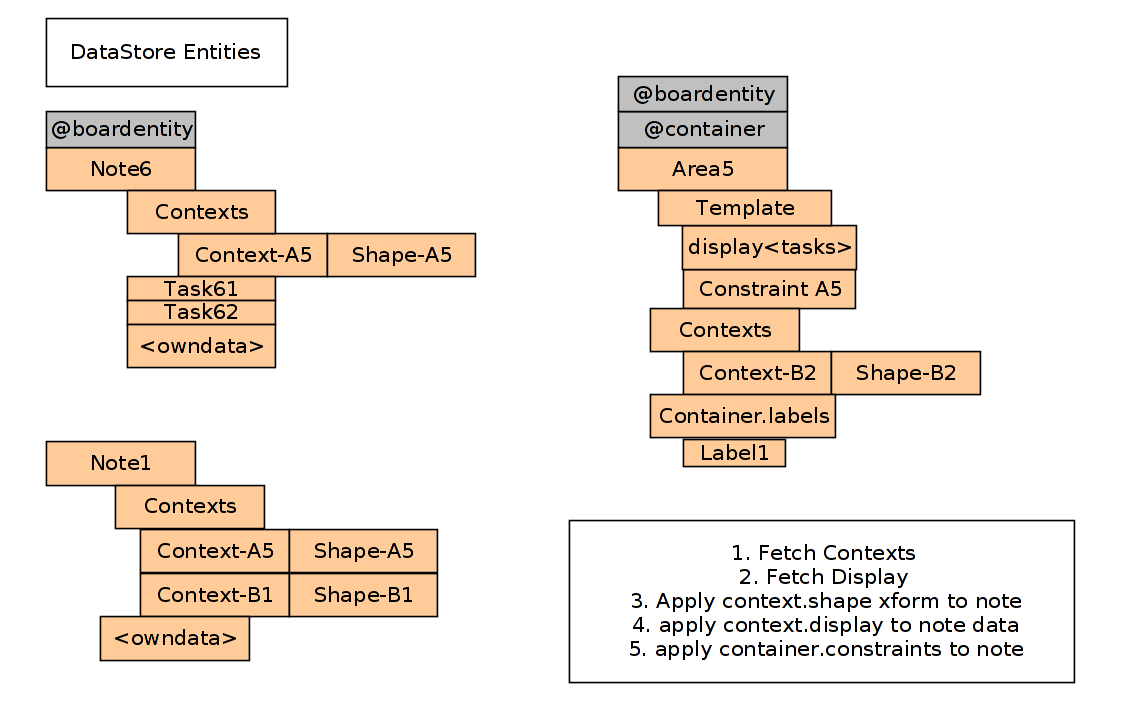 DataStore Entities
@boardentity
Note6
Contexts
Context-A5 Shape-A5
Task61
Task62
<owndata>
Note1
Contexts
Context-A5 Shape-A5
Context-B1 Shape-B1
<owndata>
@boardentity
@container
Area5
Template
display<tasks>
Constraint A5
Contexts
Context-B2 Shape-B2
Container.labels
Label1
1. Fetch Contexts
2. Fetch Display
3. Apply context.shape xform to note
4. apply context.display to note data
5. apply container.constraints to note